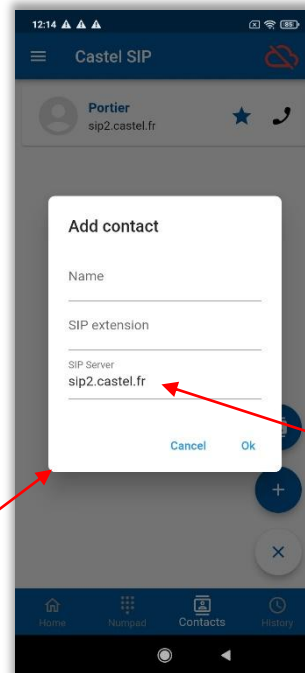 12:14
85
Castel SIP
Portier
sip2.castel.fr
Add contact
Name
SIP extension
SIP Server
sip2.castel.fr
Cancel Ok
Home Numpad Contacts History